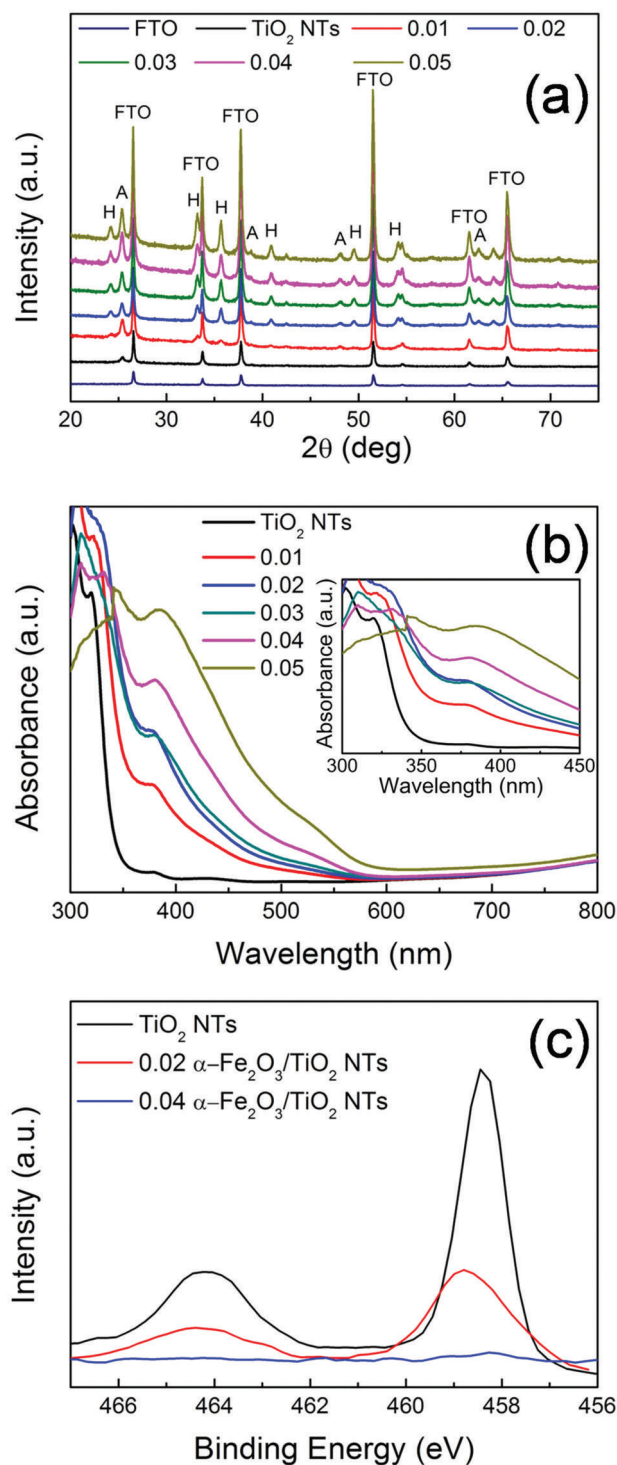 FTO TiO₂ NTs 0.01 0.02
0.03 0.04 0.05
(a)
FTO
FTO
FTO
FTO
FTO
FTO
H
A
H
H
A
H
A
H
H
A
Intensity (a.u.)
20 30 40 50 60 70
2θ (deg)
(b)
TiO₂ NTs
0.01
0.02
0.03
0.04
0.05
Absorbance (a.u.)
300 350 400 450
Wavelength (nm)
Absorbance (a.u.)
300 400 500 600 700 800
Wavelength (nm)
(c)
TiO₂ NTs
0.02 α–Fe₂O₃/TiO₂ NTs
0.04 α–Fe₂O₃/TiO₂ NTs
Intensity (a.u.)
466 464 462 460 458 456
Binding Energy (eV)